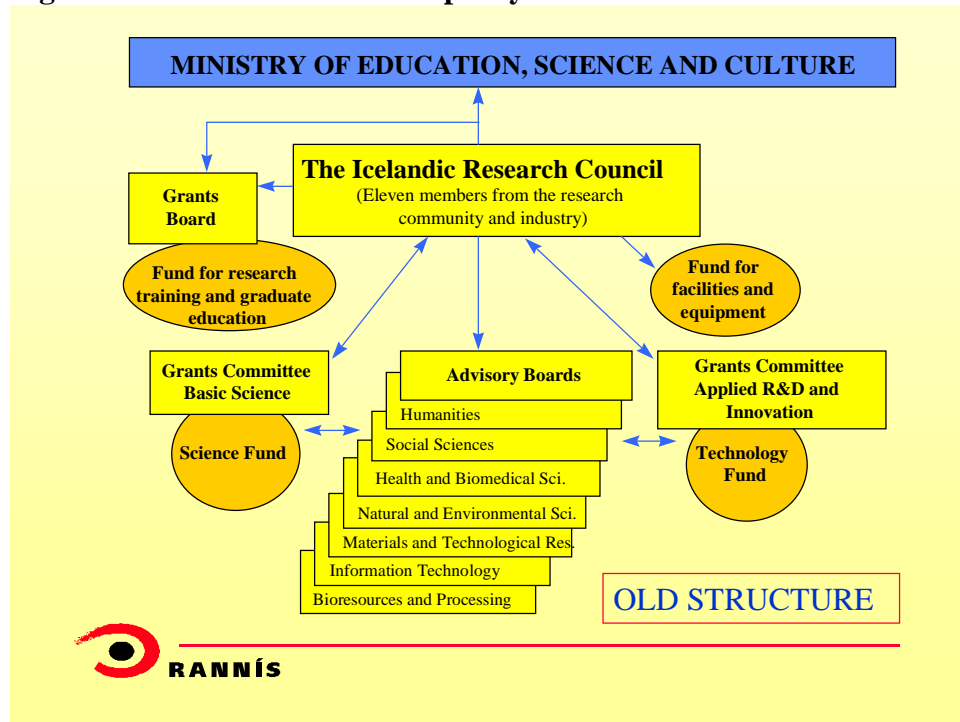 MINISTRY OF EDUCATION, SCIENCE AND CULTURE
The Icelandic Research Council
(Eleven members from the research
community and industry)
Grants
Board
Fund for research
training and graduate
education
Fund for
facilities and
equipment
Grants Committee
Basic Science
Science Fund
Advisory Boards
Humanities
Social Sciences
Health and Biomedical Sci.
Natural and Environmental Sci.
Materials and Technological Res.
Information Technology
Bioresources and Processing
Grants Committee
Applied R&D and
Innovation
Technology
Fund
OLD STRUCTURE
RANNÍS